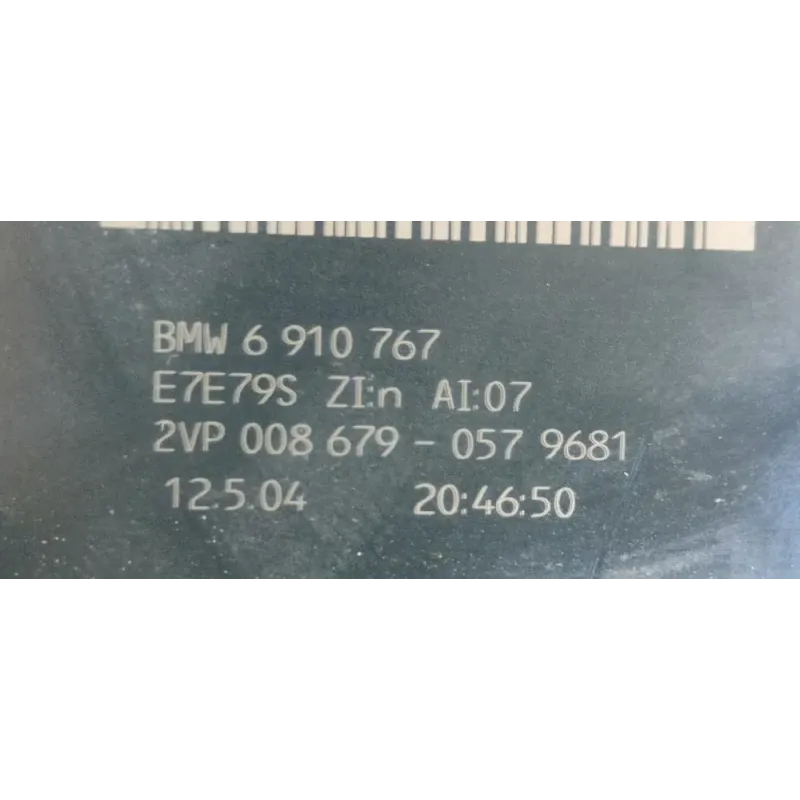 BMW 6 910 767
E7E79S ZI:n AI:07
2VP 008 679 - 057 9681
12.5.04 20:46:50